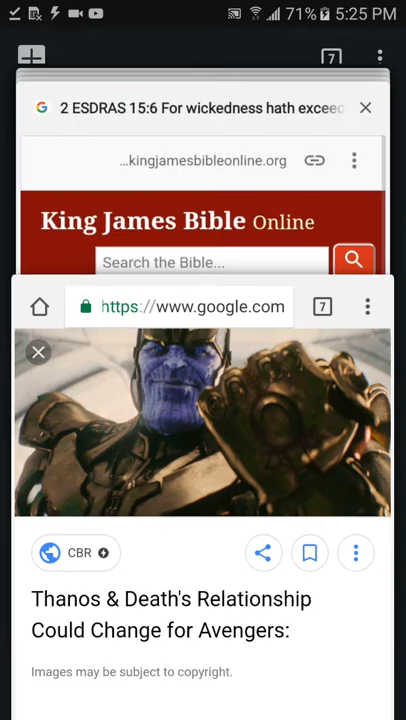 71% 5:25 PM
7
2 ESDRAS 15:6 For wickedness hath exceed
...kingjamesbibleonline.org
King James Bible Online
Search the Bible...
https://www.google.com 7
CBR
Thanos & Death's Relationship
Could Change for Avengers:
Images may be subject to copyright.